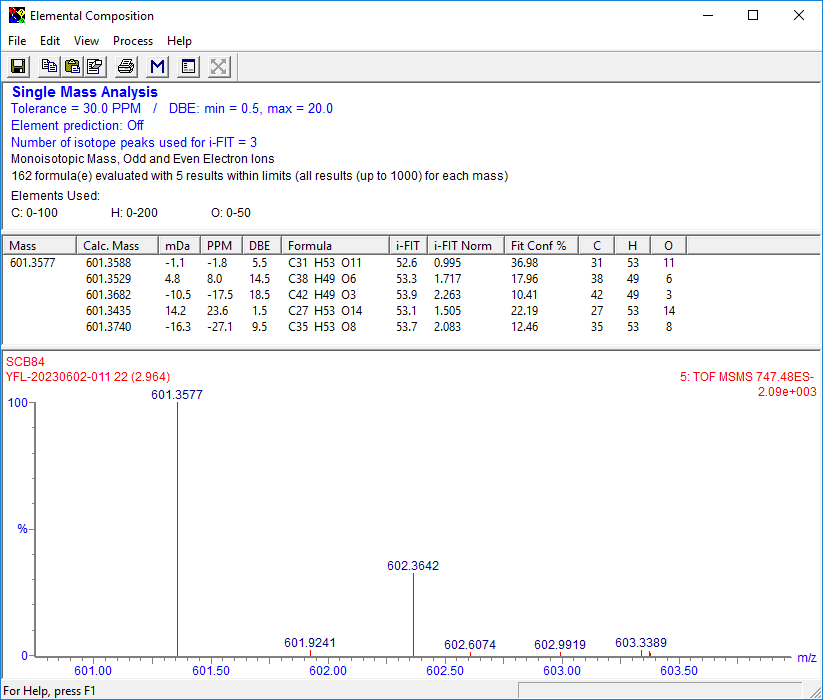 Elemental Composition
File Edit View Process Help
M
Single Mass Analysis
Tolerance = 30.0 PPM / DBE: min = 0.5, max = 20.0
Element prediction: Off
Number of isotope peaks used for i-FIT = 3
Monoisotopic Mass, Odd and Even Electron Ions
162 formula(e) evaluated with 5 results within limits (all results (up to 1000) for each mass)
Elements Used:
C: 0-100 H: 0-200 O: 0-50
Mass Calc. Mass mDa PPM DBE Formula i-FIT i-FIT Norm Fit Conf % C H O
601.3577 601.3588 -1.1 -1.8 5.5 C31 H53 O11 52.6 0.995 36.98 31 53 11
601.3529 4.8 8.0 14.5 C38 H49 O6 53.3 1.717 17.96 38 49 6
601.3682 -10.5 -17.5 18.5 C42 H49 O3 53.9 2.263 10.41 42 49 3
601.3435 14.2 23.6 1.5 C27 H53 O14 53.1 1.505 22.19 27 53 14
601.3740 -16.3 -27.1 9.5 C35 H53 O8 53.7 2.083 12.46 35 53 8
SCB84
YFL-20230602-011 22 (2.964)
5: TOF MSMS 747.48ES-
2.09e+003
100
601.3577
%
602.3642
601.9241
602.6074
602.9919
603.3389
0
m/z
601.00 601.50 602.00 602.50 603.00 603.50
For Help, press F1